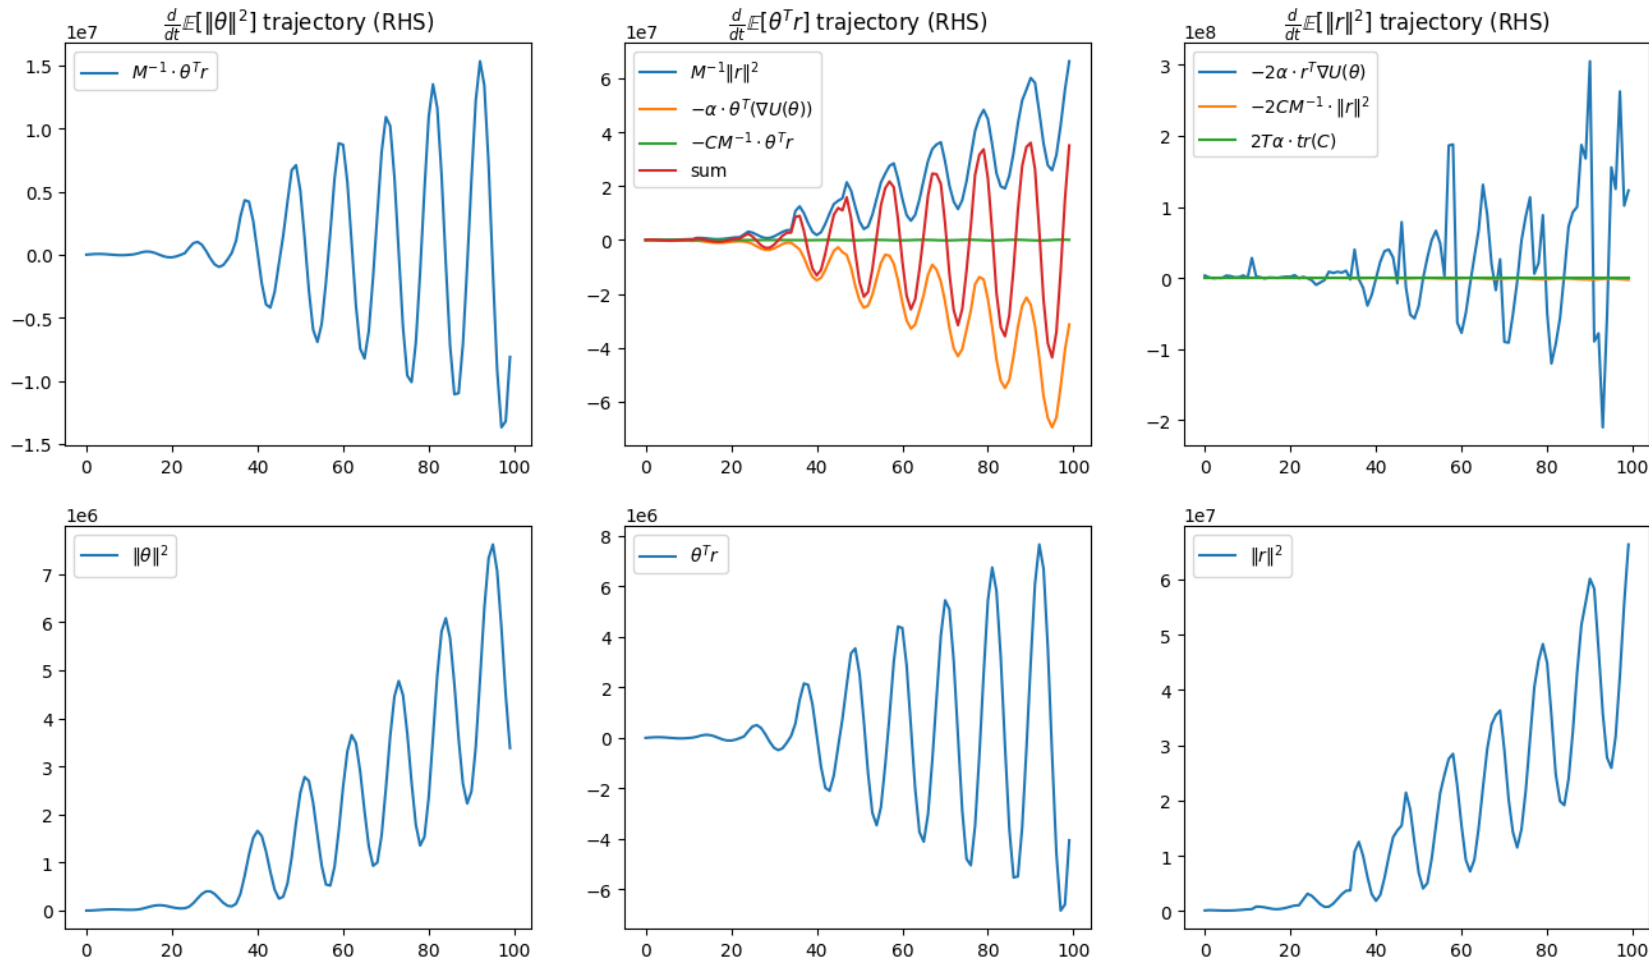 d/dt 𝔼[‖θ‖²] trajectory (RHS)
1e7
M⁻¹ · θᵀr
1.5
1.0
0.5
0.0
−0.5
−1.0
−1.5
0 20 40 60 80 100
d/dt 𝔼[θᵀr] trajectory (RHS)
1e7
M⁻¹‖r‖²
−α · θᵀ(∇U(θ))
−CM⁻¹ · θᵀr
sum
6
4
2
0
−2
−4
−6
0 20 40 60 80 100
d/dt 𝔼[‖r‖²] trajectory (RHS)
1e8
−2α · rᵀ∇U(θ)
−2CM⁻¹ · ‖r‖²
2Tα · tr(C)
3
2
1
0
−1
−2
0 20 40 60 80 100
1e6
‖θ‖²
7
6
5
4
3
2
1
0
0 20 40 60 80 100
1e6
θᵀr
8
6
4
2
0
−2
−4
−6
0 20 40 60 80 100
1e7
‖r‖²
6
5
4
3
2
1
0
0 20 40 60 80 100